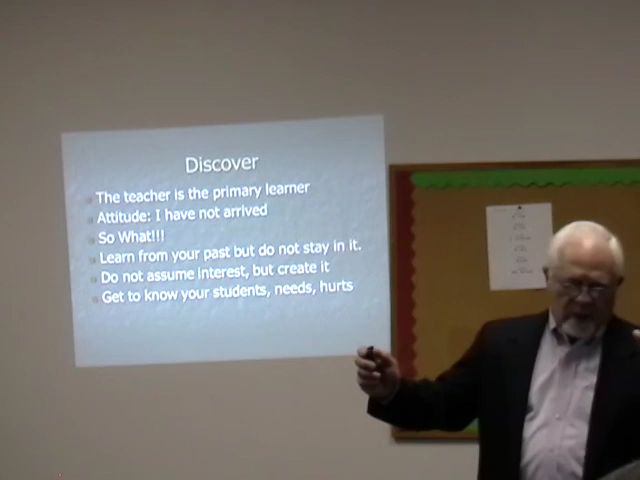 Discover
The teacher is the primary learner
Attitude: I have not arrived
So What!!!
Learn from your past but do not stay in it.
Do not assume interest, but create it
Get to know your students, needs, hurts